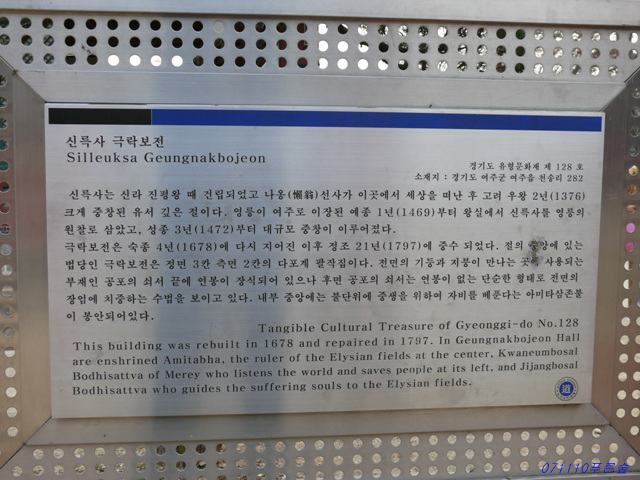 신륵사 극락보전
Silleuksa Geungnakbojeon
경기도 유형문화제 제 128 호
소재지 : 경기도 여주군 여주읍 천송리 282
신륵사는 신라 진평왕 때 건립되었고 나옹(懶翁)선사가 이곳에서 세상을 떠난 후 고려 우왕 2년(1376)
크게 중창된 유서 깊은 절이다. 영릉이 여주로 이장된 예종 1년(1469)부터 왕실에서 신륵사를 영릉의
원찰로 삼았고, 성종 3년(1472)부터 대규모 중창이 이루어졌다.
극락보전은 숙종 4년(1678)에 다시 지어진 이후 정조 21년(1797)에 중수 되었다. 절의 중앙에 있는
법당인 극락보전은 정면 3칸 측면 2칸의 다포계 팔작집이다. 전면의 기둥과 지붕이 만나는 곳에 사용되는
부재인 공포의 쇠서 끝에 연봉이 장식되어 있으나 후면 공포의 쇠서는 연봉이 없는 단순한 형태로 전면의
장엄에 치중하는 수법을 보이고 있다. 내부 중앙에는 불단위에 중생을 위하여 자비를 베푼다는 아미타삼존불
이 봉안되어있다.
Tangible Cultural Treasure of Gyeonggi-do No.128
This building was rebuilt in 1678 and repaired in 1797. In Geungnakbojeon Hall
are enshrined Amitabha, the ruler of the Elysian fields at the center, Kwaneumbosal
Bodhisattva of Merey who listens the world and saves people at its left, and Jijangbosal
Bodhisattva who guides the suffering souls to the Elysian fields.
071110푸른숲